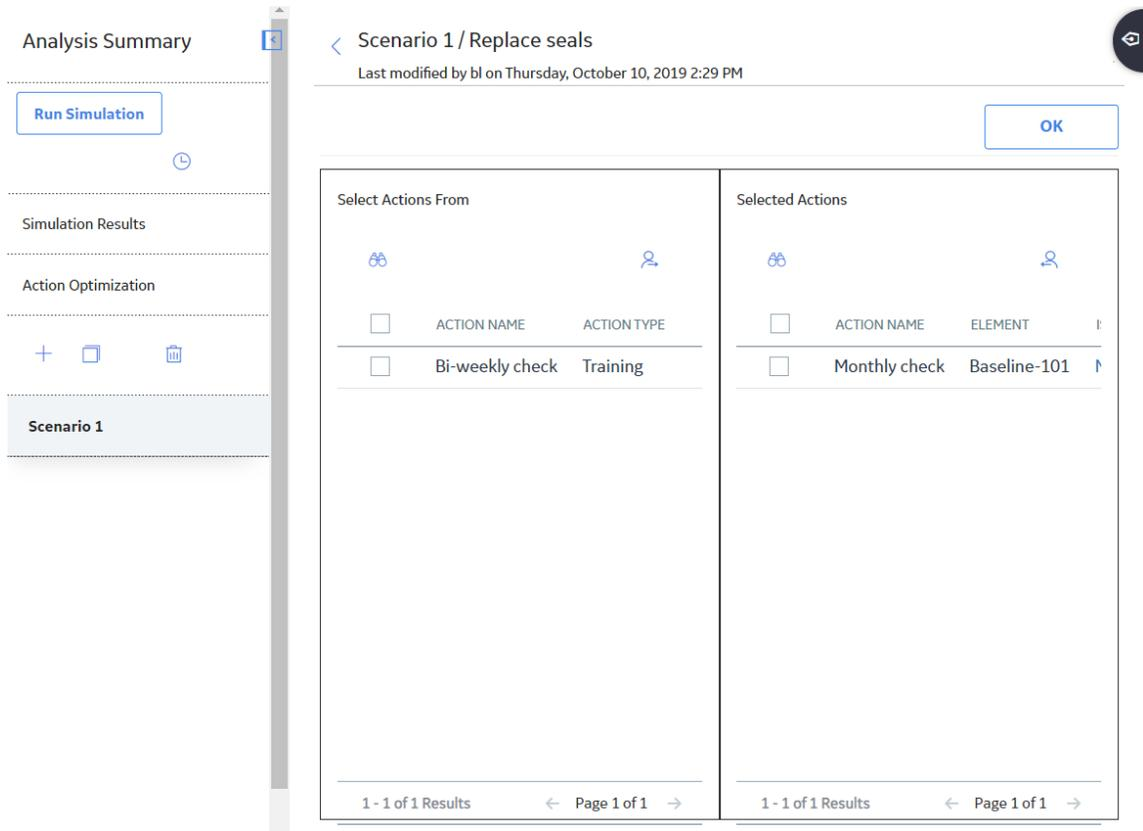 Analysis Summary
Run Simulation
Simulation Results
Action Optimization
Scenario 1
Scenario 1 / Replace seals
Last modified by bl on Thursday, October 10, 2019 2:29 PM
OK
Select Actions From
ACTION NAME ACTION TYPE
Bi-weekly check Training
1 - 1 of 1 Results Page 1 of 1
Selected Actions
ACTION NAME ELEMENT
Monthly check Baseline-101
1 - 1 of 1 Results Page 1 of 1